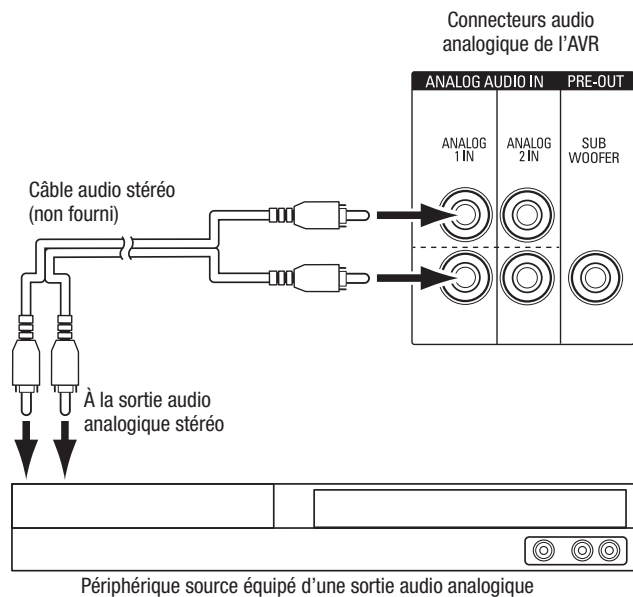 Connecteurs audio
analogique de l’AVR
ANALOG AUDIO IN
PRE-OUT
ANALOG
1 IN
ANALOG
2 IN
SUB
WOOFER
Câble audio stéréo
(non fourni)
À la sortie audio
analogique stéréo
Périphérique source équipé d’une sortie audio analogique